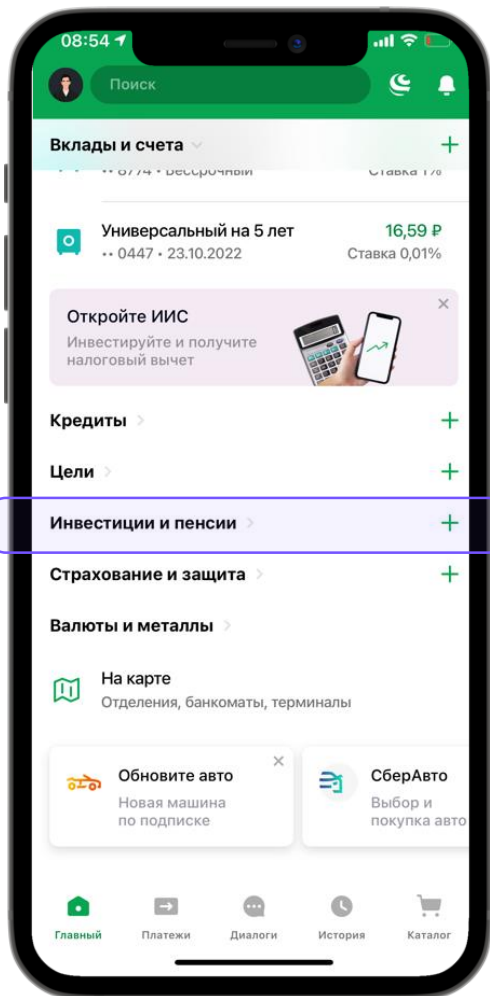 08:54
Поиск
Вклады и счета
•• 8774 • Бессрочный
Ставка 1%
Универсальный на 5 лет
16,59 ₽
•• 0447 • 23.10.2022
Ставка 0,01%
Откройте ИИС
Инвестируйте и получите
налоговый вычет
Кредиты
Цели
Инвестиции и пенсии
Страхование и защита
Валюты и металлы
На карте
Отделения, банкоматы, терминалы
Обновите авто
Новая машина
по подписке
СберАвто
Выбор и
покупка авто
Главный
Платежи
Диалоги
История
Каталог